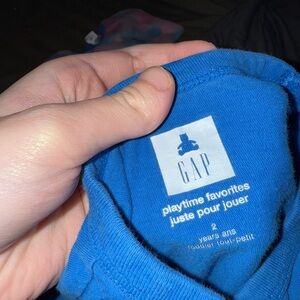 GAP
playtime favorites
juste pour jouer
2
years ans
toddler tout-petit